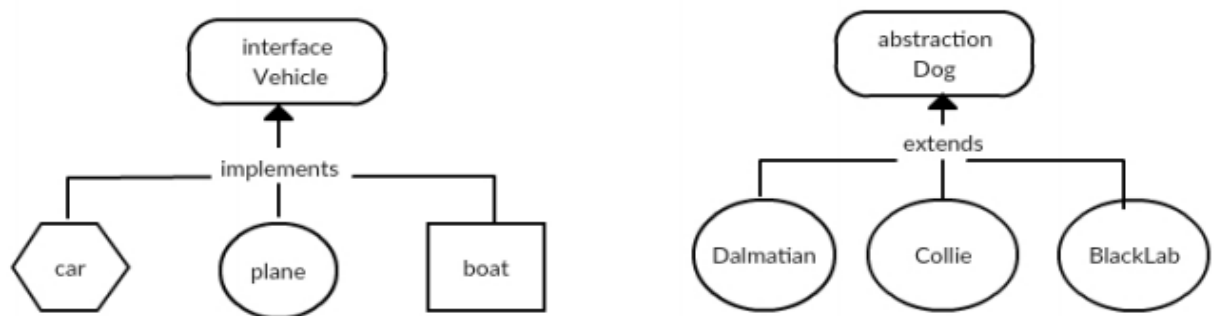 interface
Vehicle
implements
car
plane
boat
abstraction
Dog
extends
Dalmatian
Collie
BlackLab